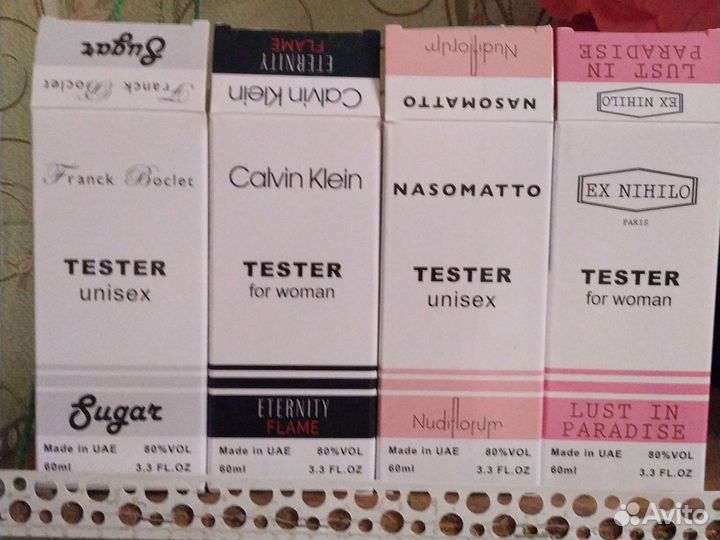 Sugar
Franck Boclet
Franck Boclet
TESTER
unisex
Sugar
Made in UAE 80%VOL
60ml 3.3 FL.OZ
ETERNITY
FLAME
Calvin Klein
Calvin Klein
TESTER
for woman
ETERNITY
FLAME
Made in UAE 80%VOL
60ml 3.3 FL.OZ
Nudiflorum
NASOMATTO
NASOMATTO
TESTER
unisex
Nudiflorum
Made in UAE 80%VOL
60ml 3.3 FL.OZ
LUST IN
PARADISE
EX NIHILO
EX NIHILO
PARIS
TESTER
for woman
LUST IN
PARADISE
Made in UAE 80%VOL
60ml 3.3 FL.OZ
Avito